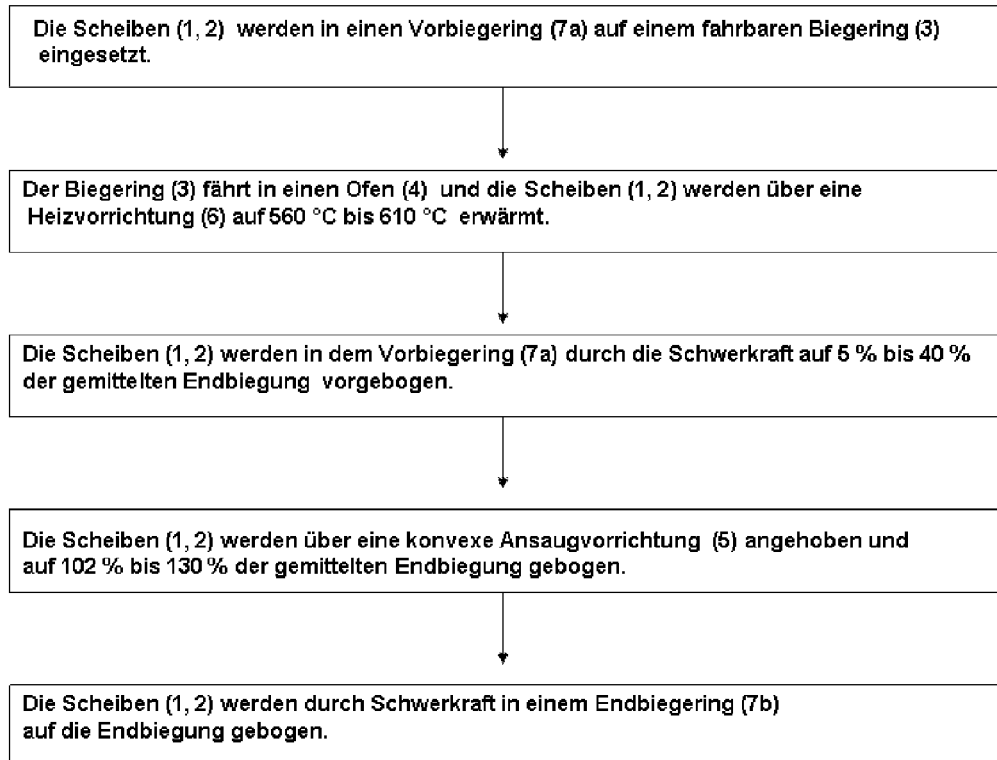 Die Scheiben (1, 2) werden in einen Vorbiegering (7a) auf einem fahrbaren Biegering (3)
eingesetzt.
Der Biegering (3) fährt in einen Ofen (4) und die Scheiben (1, 2) werden über eine
Heizvorrichtung (6) auf 560 °C bis 610 °C erwärmt.
Die Scheiben (1, 2) werden in dem Vorbiegering (7a) durch die Schwerkraft auf 5 % bis 40 %
der gemittelten Endbiegung vorgebogen.
Die Scheiben (1, 2) werden über eine konvexe Ansaugvorrichtung (5) angehoben und
auf 102 % bis 130 % der gemittelten Endbiegung gebogen.
Die Scheiben (1, 2) werden durch Schwerkraft in einem Endbiegering (7b)
auf die Endbiegung gebogen.